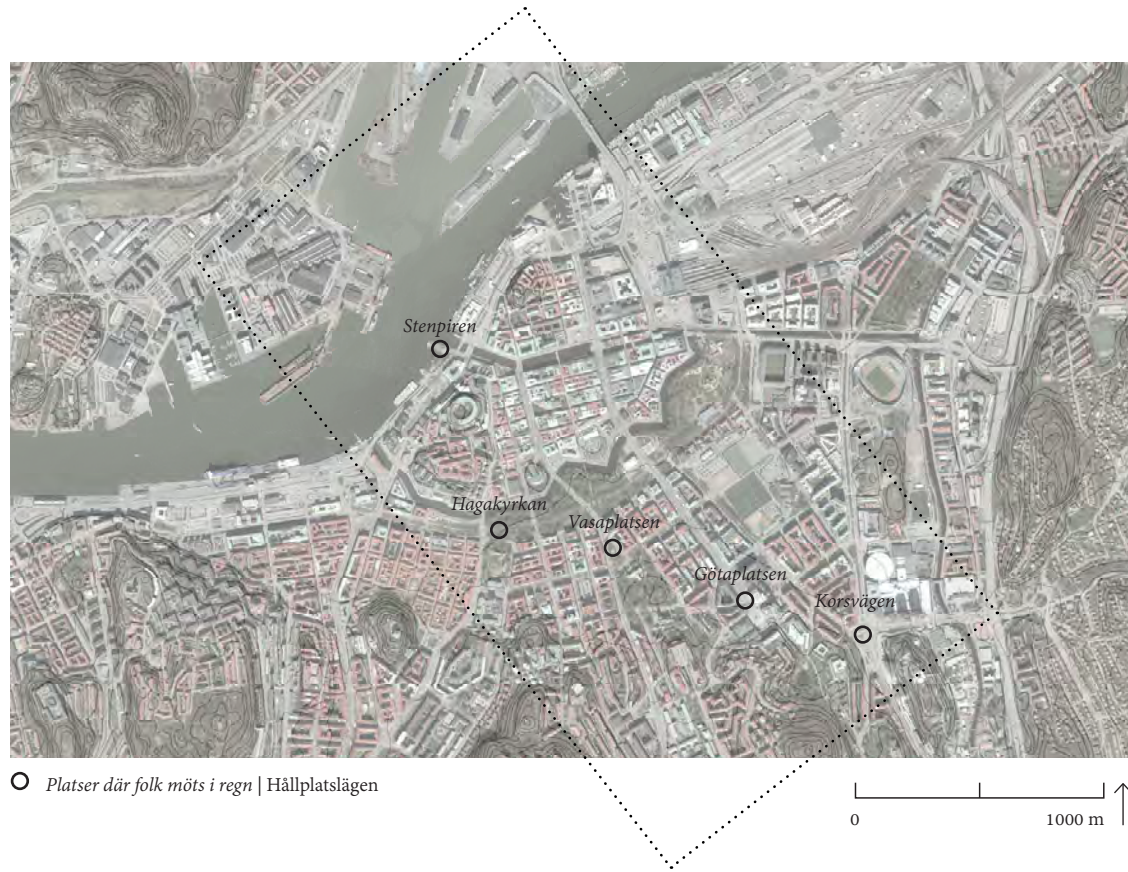 Stenpiren
Hagakyrkan
Vasaplatsen
Götaplatsen
Korsvägen
Platser där folk möts i regn | Hållplatslägen
0
1000 m